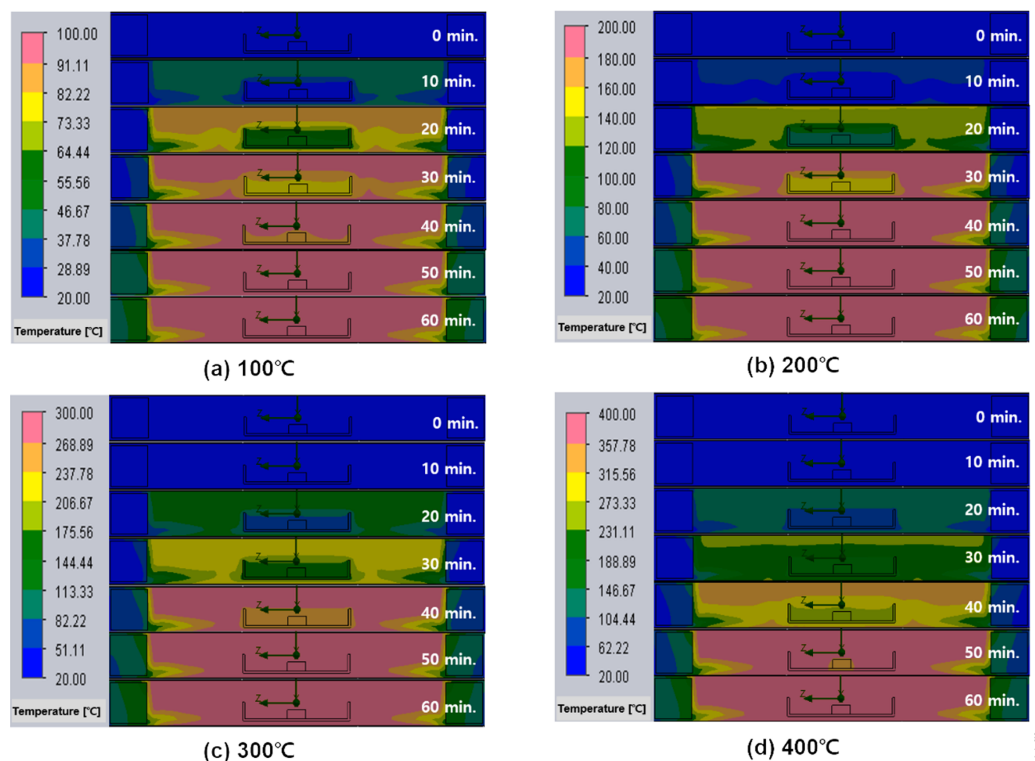 100.00
91.11
82.22
73.33
64.44
55.56
46.67
37.78
28.89
20.00
Temperature [℃]
Z
0 min.
Z
10 min.
Z
20 min.
Z
30 min.
Z
40 min.
Z
50 min.
Z
60 min.
(a) 100℃
200.00
180.00
160.00
140.00
120.00
100.00
80.00
60.00
40.00
20.00
Temperature [℃]
Z
0 min.
Z
10 min.
Z
20 min.
Z
30 min.
Z
40 min.
Z
50 min.
Z
60 min.
(b) 200℃
300.00
268.89
237.78
206.67
175.56
144.44
113.33
82.22
51.11
20.00
Temperature [℃]
Z
0 min.
Z
10 min.
Z
20 min.
Z
30 min.
Z
40 min.
Z
50 min.
Z
60 min.
(c) 300℃
400.00
357.78
315.56
273.33
231.11
188.89
146.67
104.44
62.22
20.00
Temperature [℃]
Z
0 min.
Z
10 min.
Z
20 min.
Z
30 min.
Z
40 min.
Z
50 min.
Z
60 min.
(d) 400℃